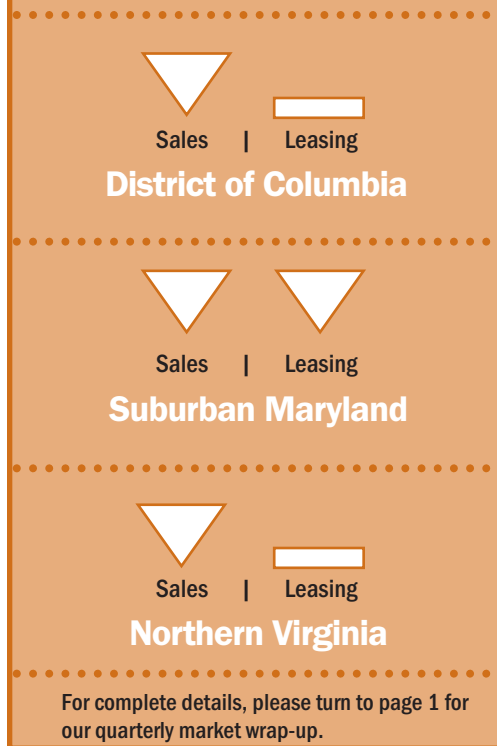 Sales | Leasing
District of Columbia
Sales | Leasing
Suburban Maryland
Sales | Leasing
Northern Virginia
For complete details, please turn to page 1 for
our quarterly market wrap-up.